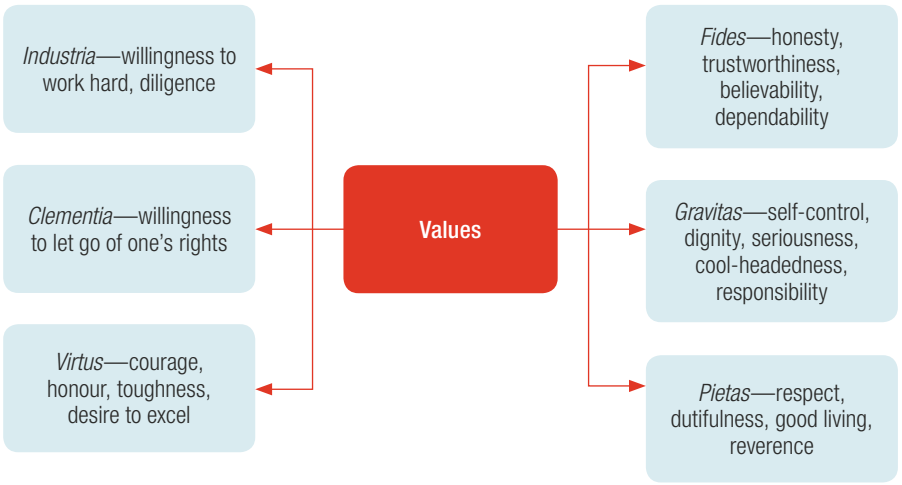 Industria—willingness to
work hard, diligence
Clementia—willingness
to let go of one's rights
Virtus—courage,
honour, toughness,
desire to excel
Values
Fides—honesty,
trustworthiness,
believability,
dependability
Gravitas—self-control,
dignity, seriousness,
cool-headedness,
responsibility
Pietas—respect,
dutifulness, good living,
reverence